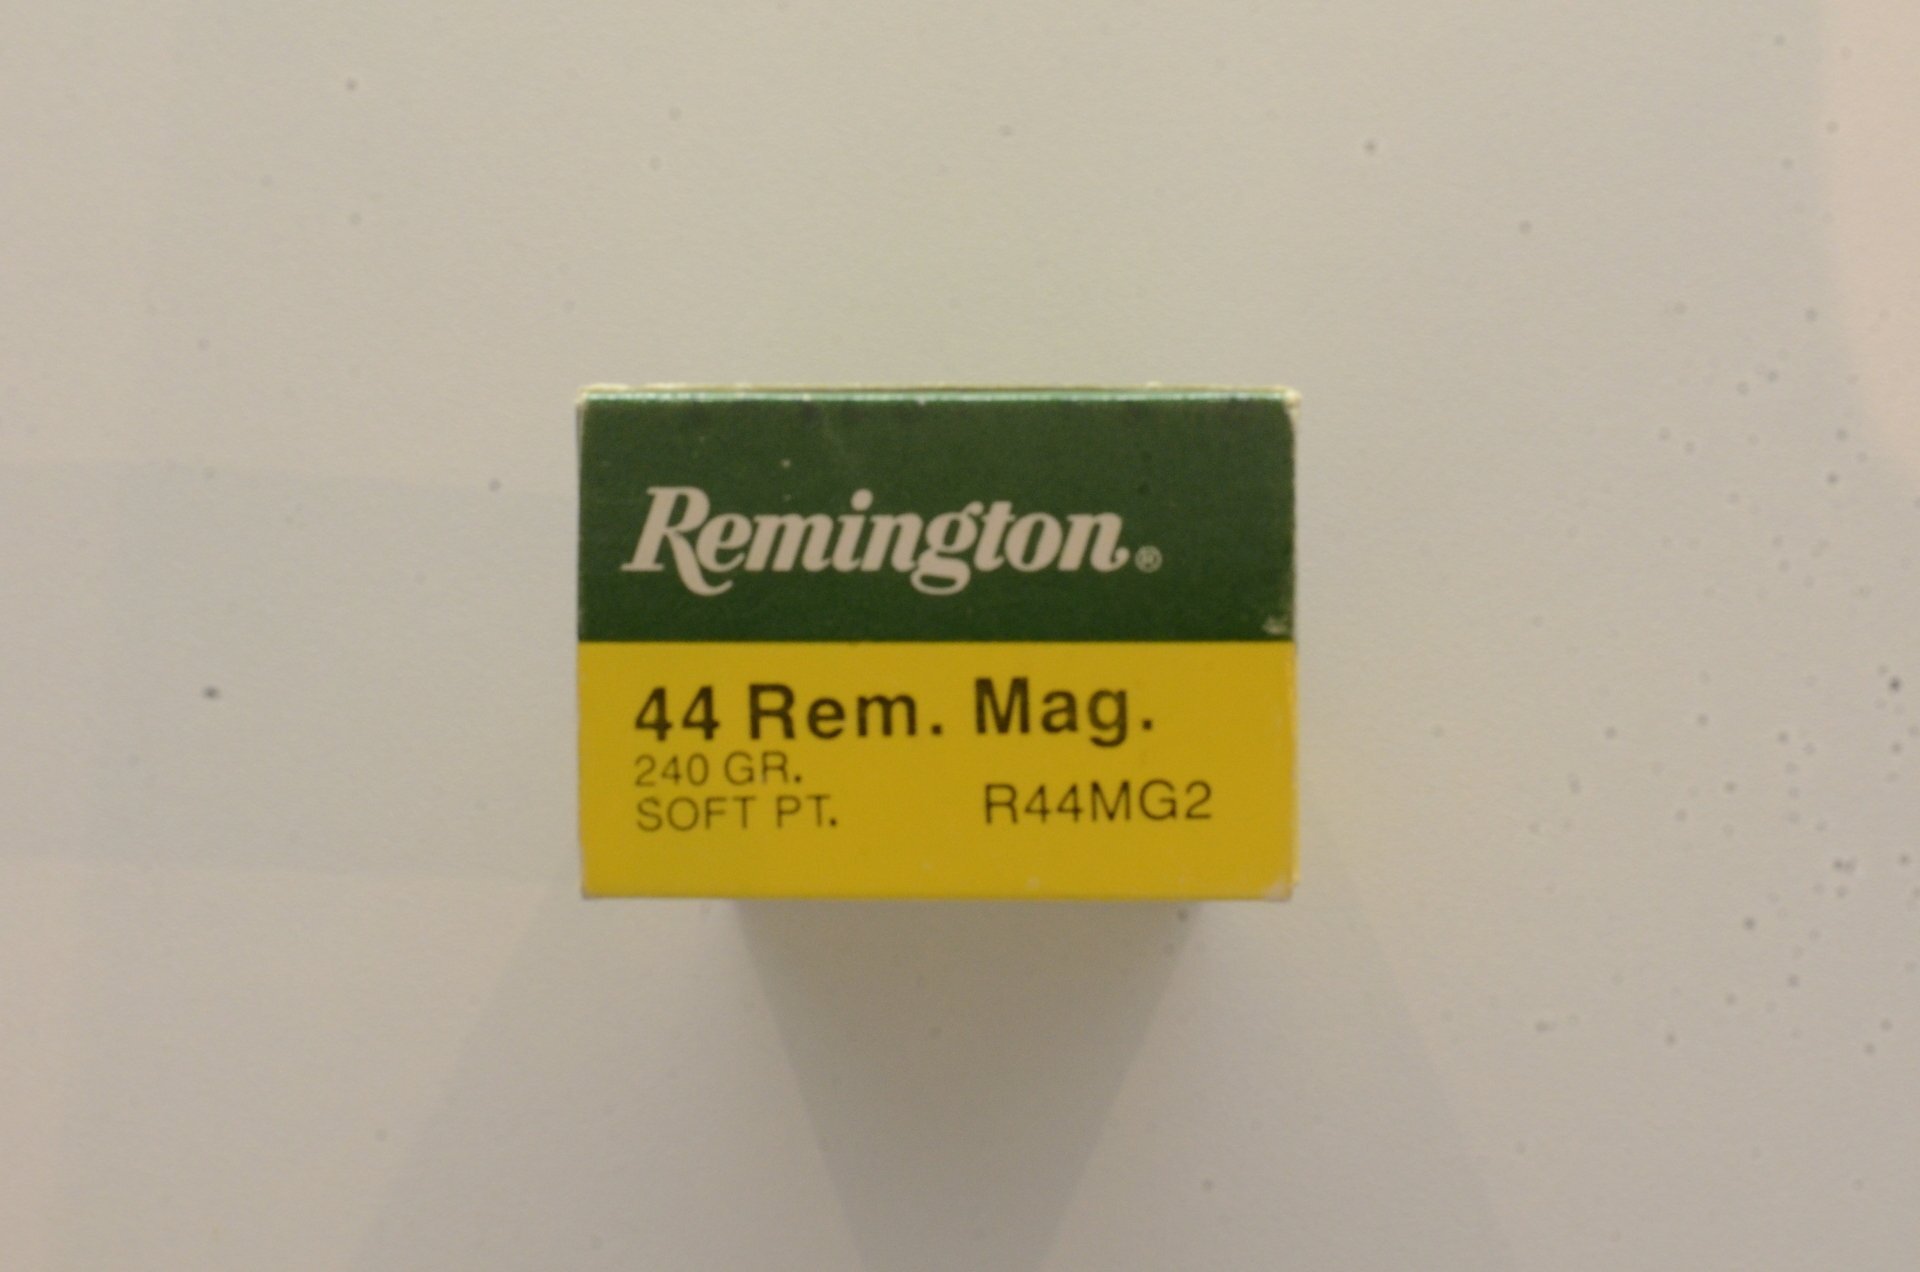 Remington®
44 Rem. Mag.
240 GR.
SOFT PT.
R44MG2